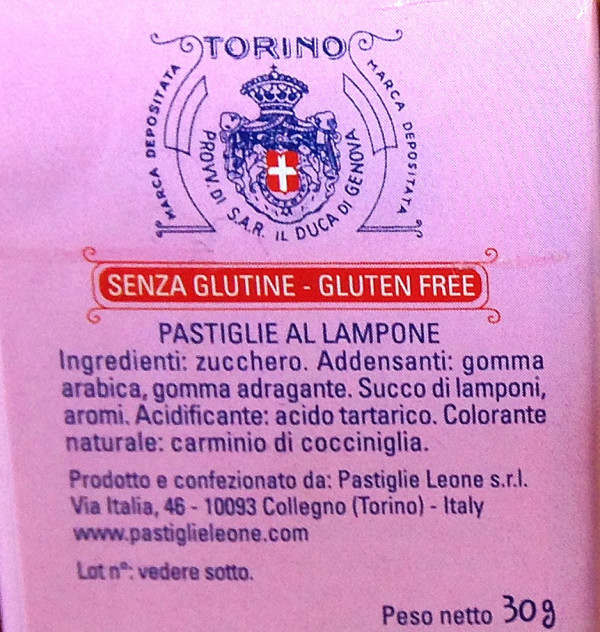 TORINO
MARCA DEPOSITATA
MARCA DEPOSITATA
PROVV. DI S.A.R. IL DUCA DI GENOVA
SENZA GLUTINE - GLUTEN FREE
PASTIGLIE AL LAMPONE
Ingredienti: zucchero. Addensanti: gomma
arabica, gomma adragante. Succo di lamponi,
aromi. Acidificante: acido tartarico. Colorante
naturale: carminio di cocciniglia.
Prodotto e confezionato da: Pastiglie Leone s.r.l.
Via Italia, 46 - 10093 Collegno (Torino) - Italy
www.pastiglieleone.com
Lot n°: vedere sotto.
Peso netto 30g